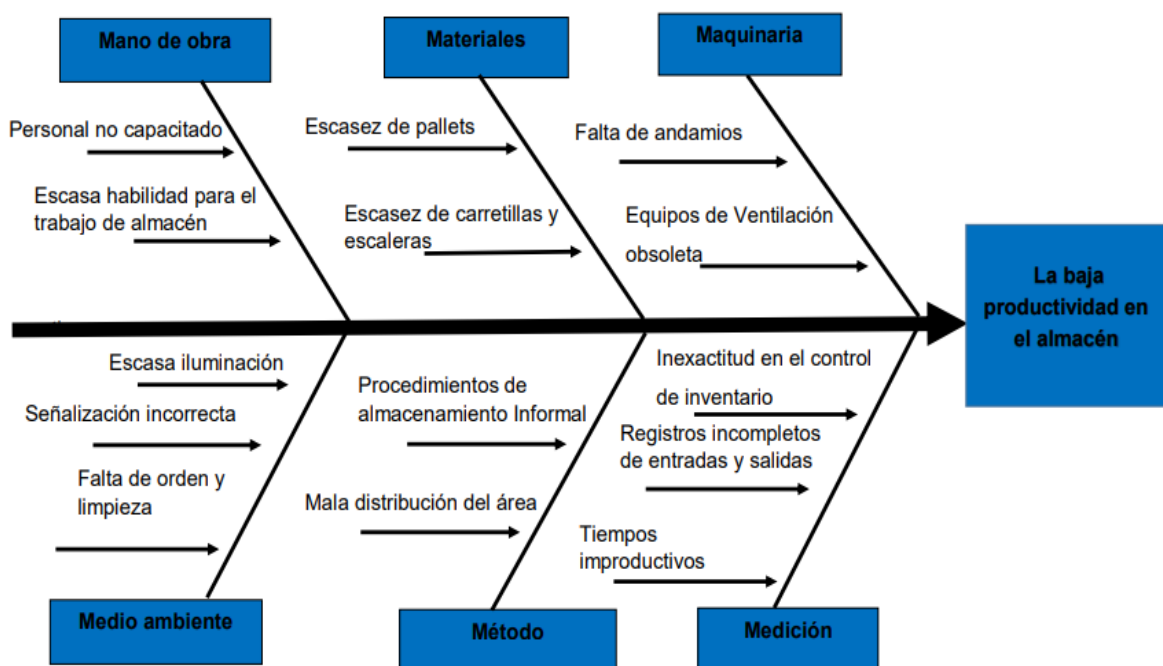 Mano de obra
Materiales
Maquinaria
Personal no capacitado
Escasa habilidad para el
trabajo de almacén
Escasez de pallets
Escasez de carretillas y
escaleras
Falta de andamios
Equipos de Ventilación
obsoleta
La baja
productividad en
el almacén
Escasa iluminación
Señalización incorrecta
Falta de orden y
limpieza
Procedimientos de
almacenamiento Informal
Mala distribución del área
Inexactitud en el control
de inventario
Registros incompletos
de entradas y salidas
Tiempos
improductivos
Medio ambiente
Método
Medición